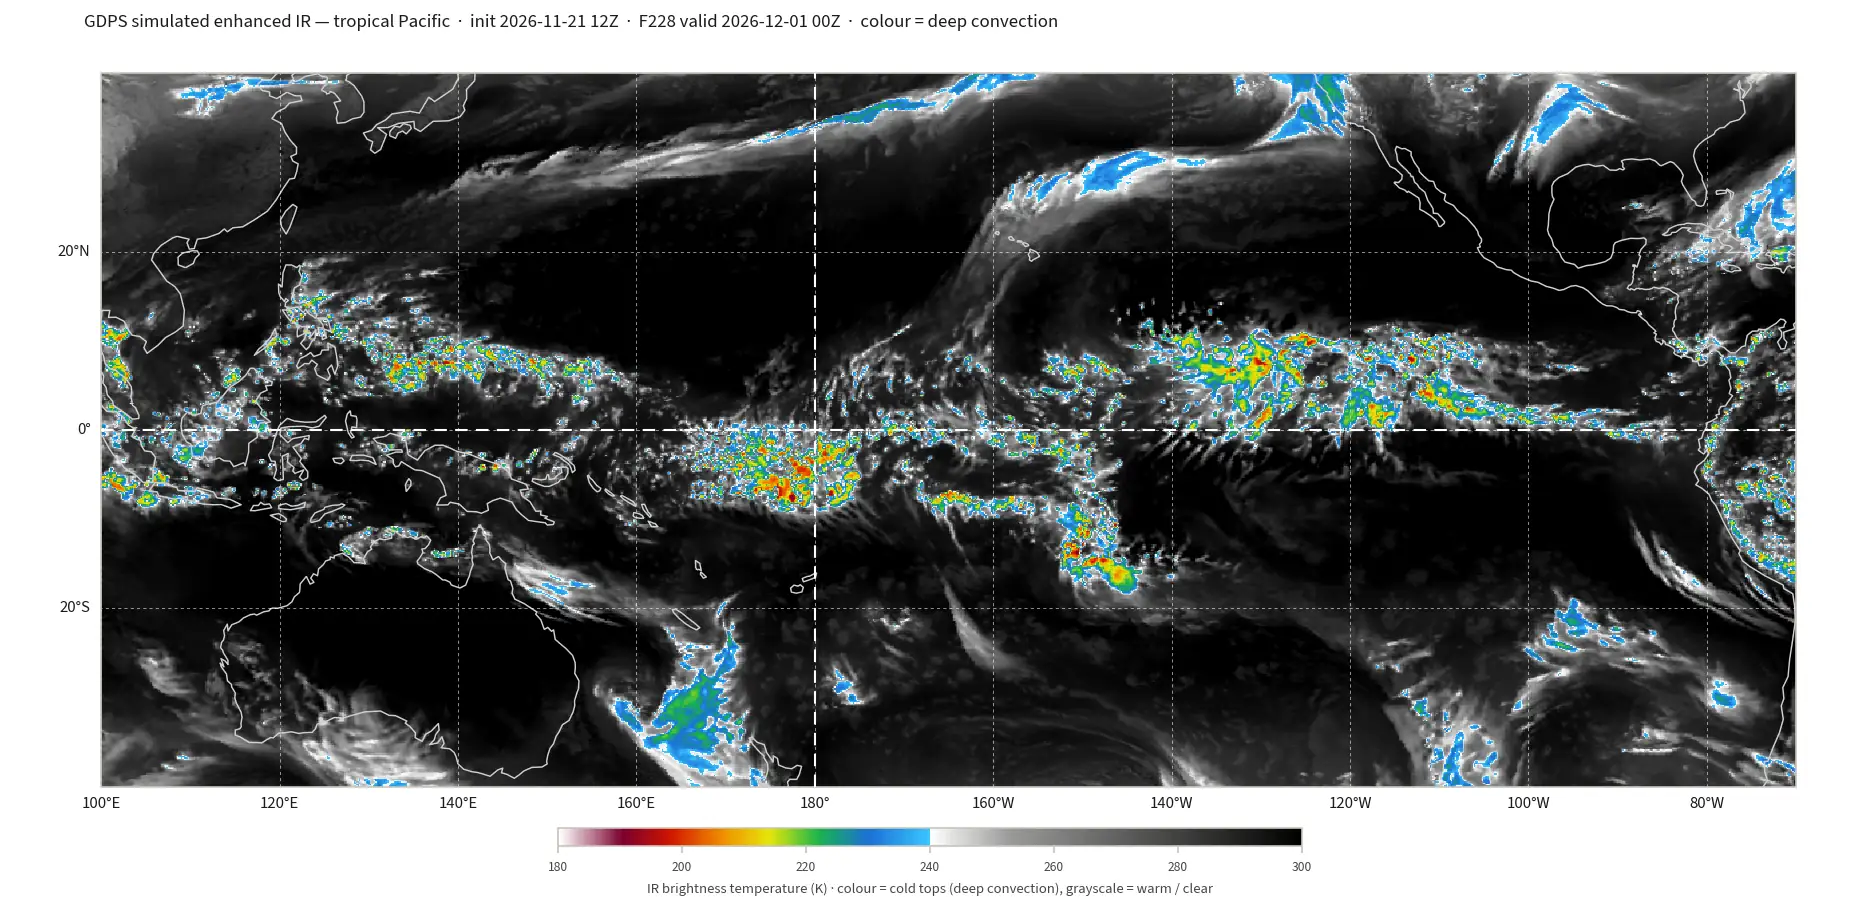 GDPS simulated enhanced IR — tropical Pacific · init 2026-11-21 12Z · F228 valid 2026-12-01 00Z · colour = deep convection
20°N
0°
20°S
100°E 120°E 140°E 160°E 180° 160°W 140°W 120°W 100°W 80°W
180 200 220 240 260 280 300
IR brightness temperature (K) · colour = cold tops (deep convection), grayscale = warm / clear